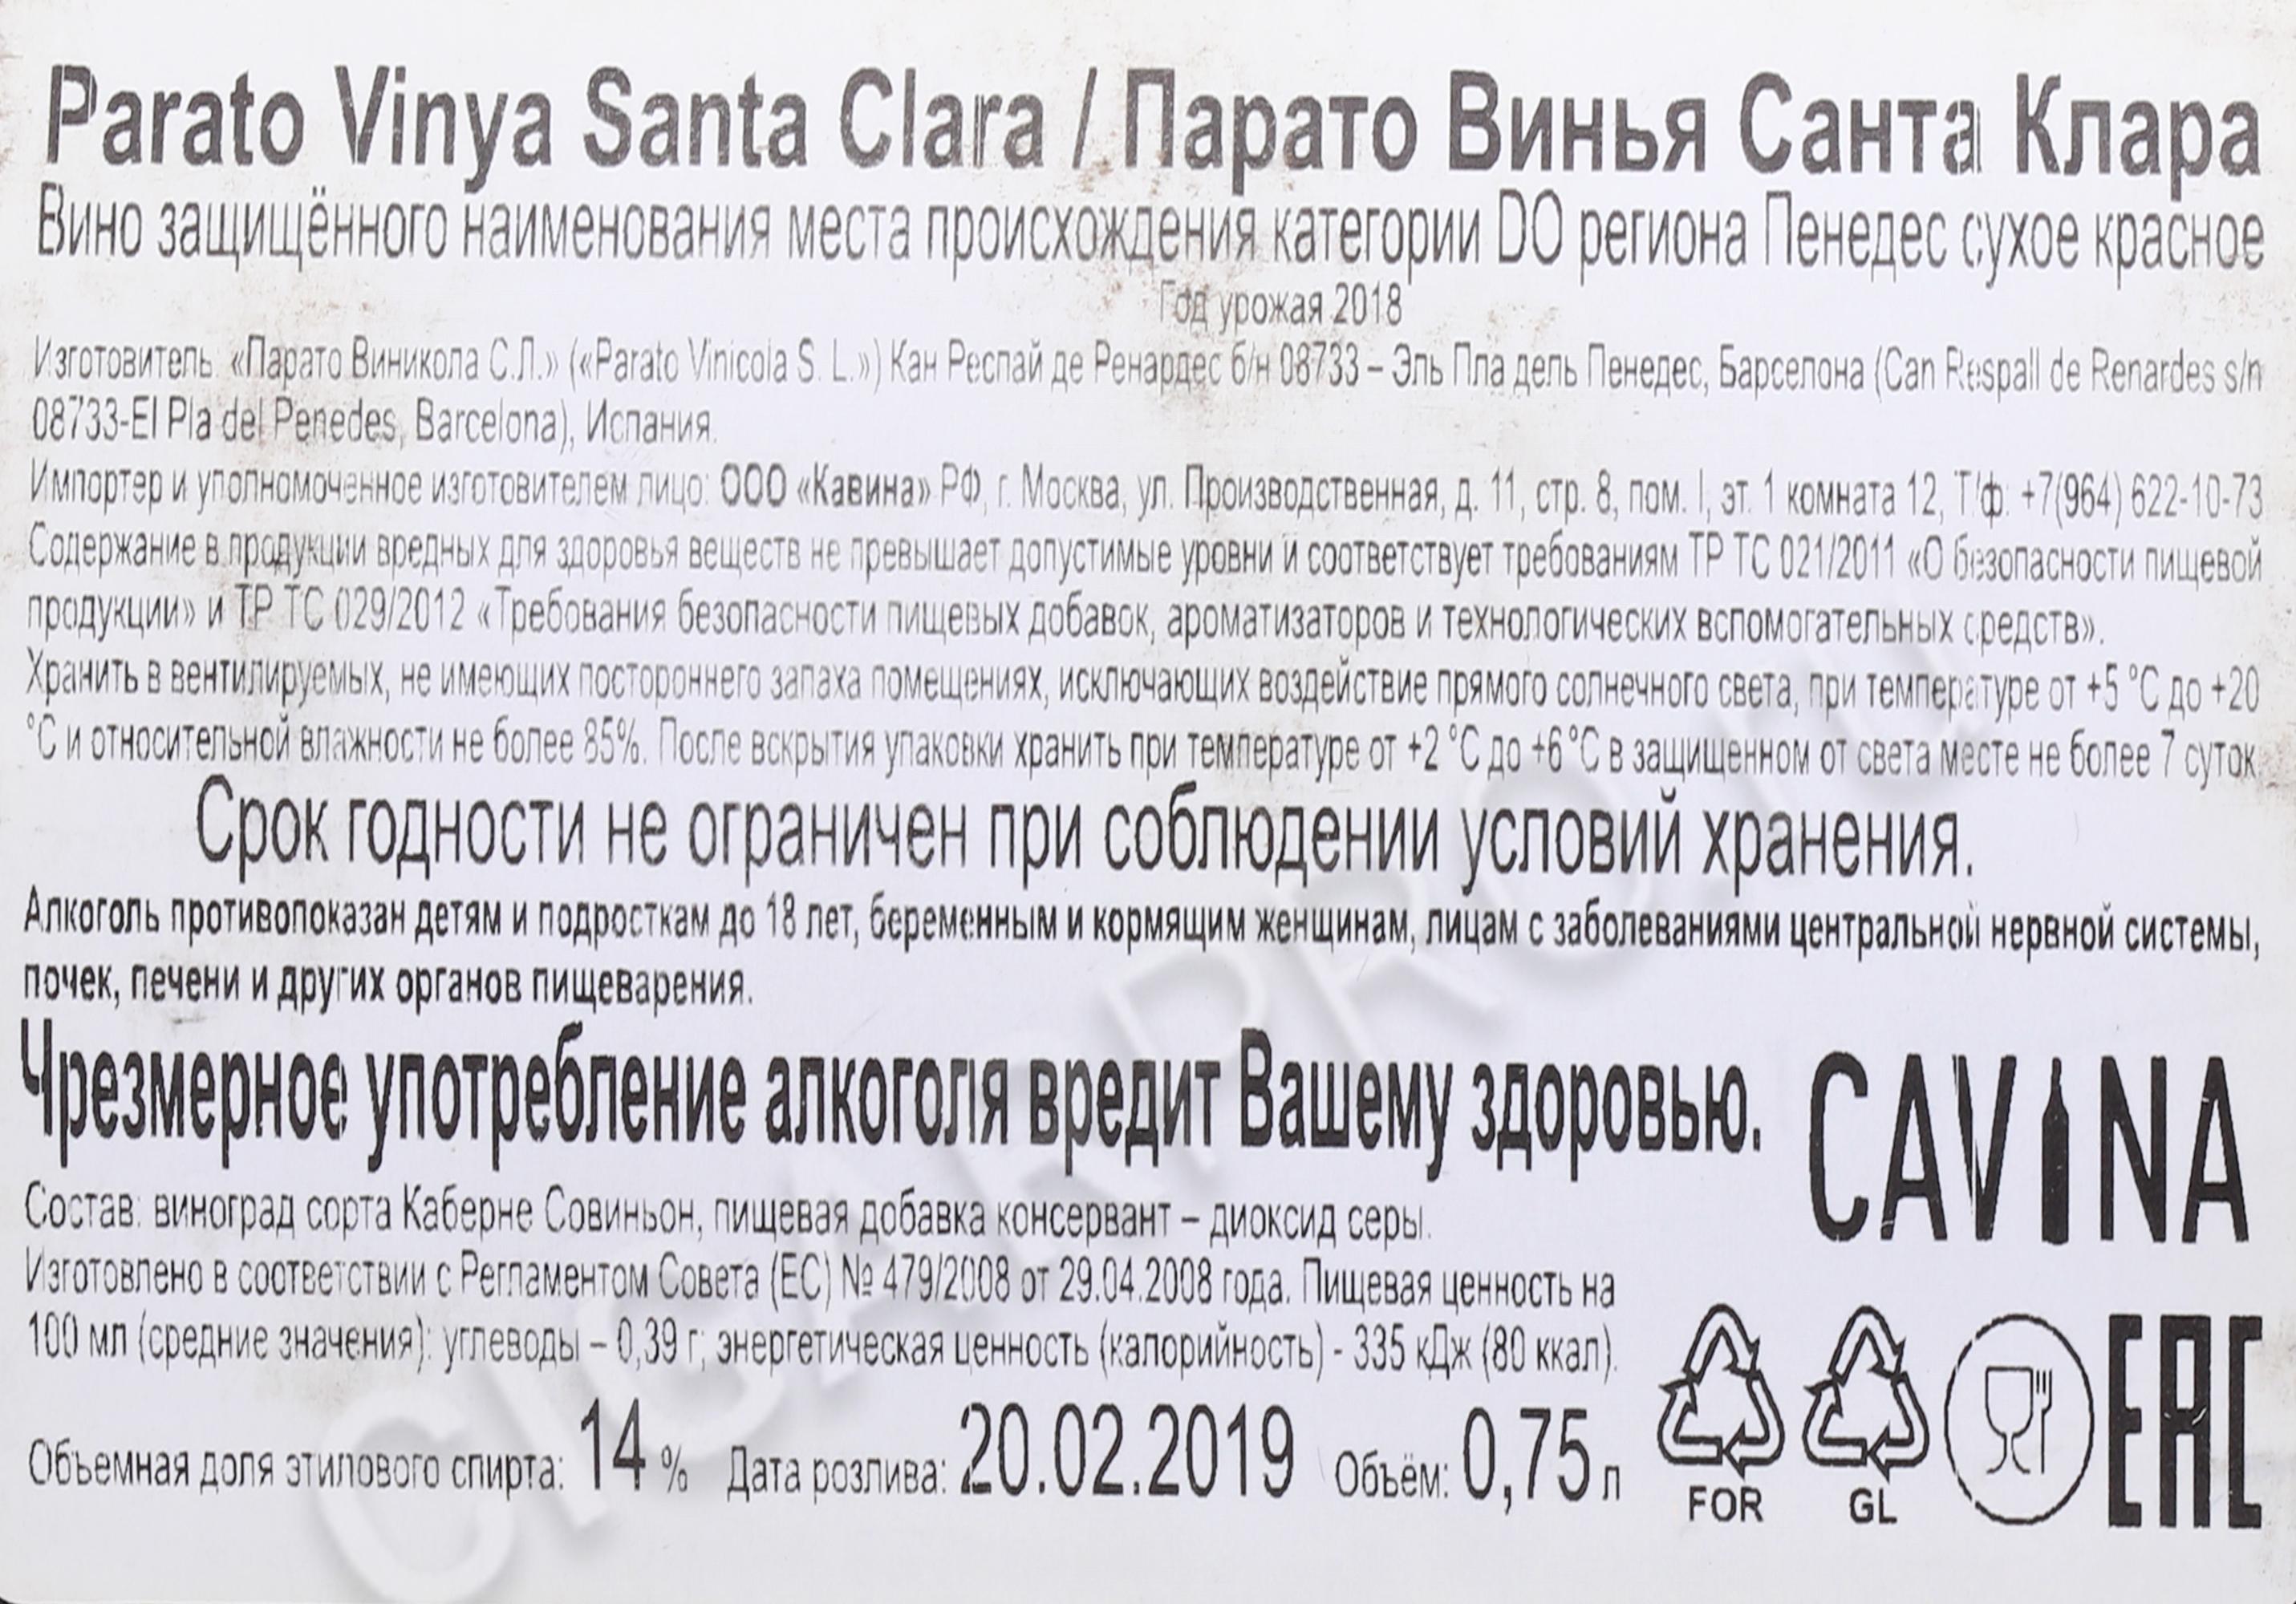 Parato Vinya Santa Clara / Парато Винья Санта Клара
Вино защищённого наименования места происхождения категории DO региона Пенедес сухое красное
Год урожая 2018
Изготовитель: «Парато Виникола С.Л.» («Parato Vinicola S. L.») Кан Респай де Ренардес б/н 08733 – Эль Пла дель Пенедес, Барселона (Can Respall de Renardes s/n
08733-El Pla del Penedes, Barcelona), Испания.
Импортер и уполномоченное изготовителем лицо: ООО «Кавина» РФ, г. Москва, ул. Производственная, д. 11, стр. 8, пом. I, эт. 1 комната 12, Т/ф: +7(964) 622-10-73
Содержание в продукции вредных для здоровья веществ не превышает допустимые уровни и соответствует требованиям ТР ТС 021/2011 «О безопасности пищевой
продукции» и ТР ТС 029/2012 «Требования безопасности пищевых добавок, ароматизаторов и технологических вспомогательных средств».
Хранить в вентилируемых, не имеющих постороннего запаха помещениях, исключающих воздействие прямого солнечного света, при температуре от +5 °С до +20
°С и относительной влажности не более 85%. После вскрытия упаковки хранить при температуре от +2 °С до +6°С в защищенном от света месте не более 7 суток.
Срок годности не ограничен при соблюдении условий хранения.
Алкоголь противопоказан детям и подросткам до 18 лет, беременным и кормящим женщинам, лицам с заболеваниями центральной нервной системы,
почек, печени и других органов пищеварения.
Чрезмерное употребление алкоголя вредит Вашему здоровью.
CAVINA
Состав: виноград сорта Каберне Совиньон, пищевая добавка консервант – диоксид серы.
Изготовлено в соответствии с Регламентом Совета (ЕС) № 479/2008 от 29.04.2008 года. Пищевая ценность на
100 мл (средние значения): углеводы – 0,39 г; энергетическая ценность (калорийность) - 335 кДж (80 ккал).
Объемная доля этилового спирта: 14 % Дата розлива: 20.02.2019 Объём: 0,75 л
FOR GL EAC
CIGARPRO.ru